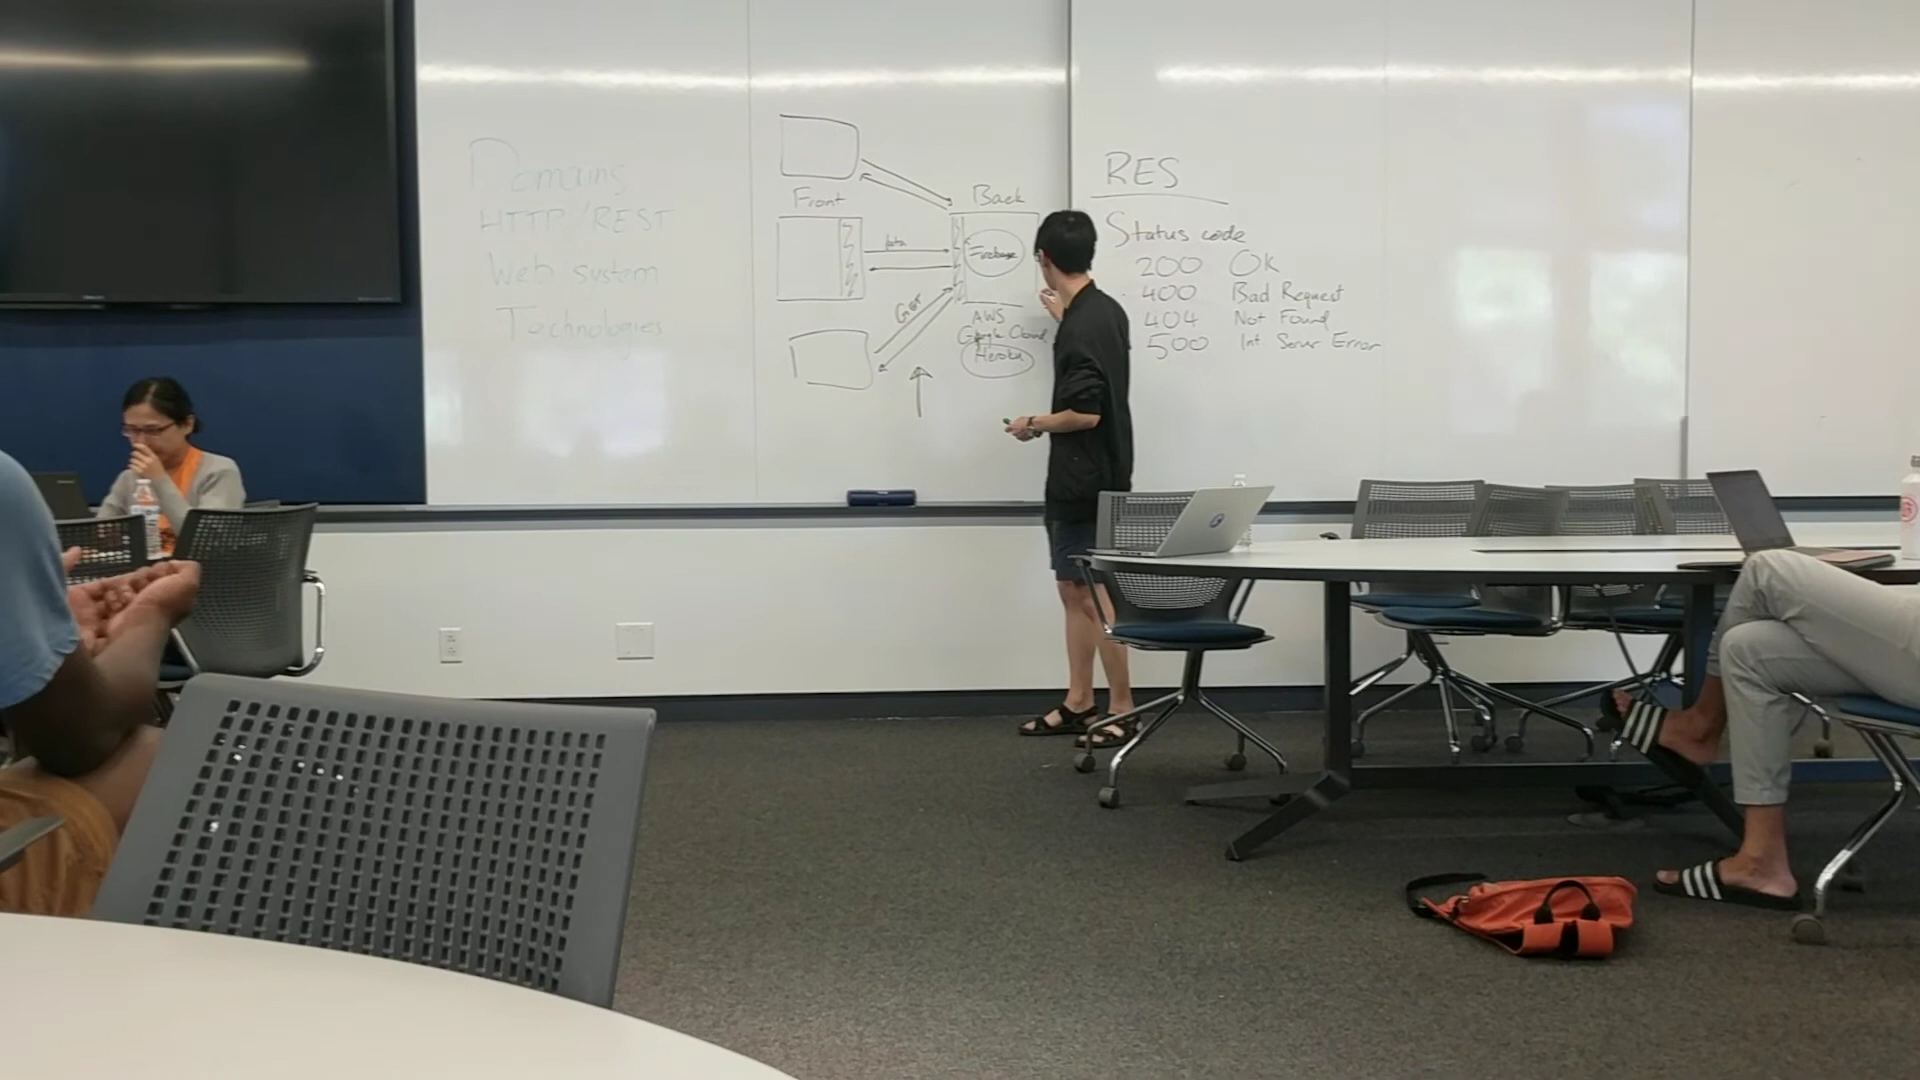 Domains
HTTP/REST
Web system
Technologies
Front
Back
data
Firebase
GET
AWS
Google Cloud
Heroku
RES
Status code
200 OK
400 Bad Request
404 Not Found
500 Int Server Error